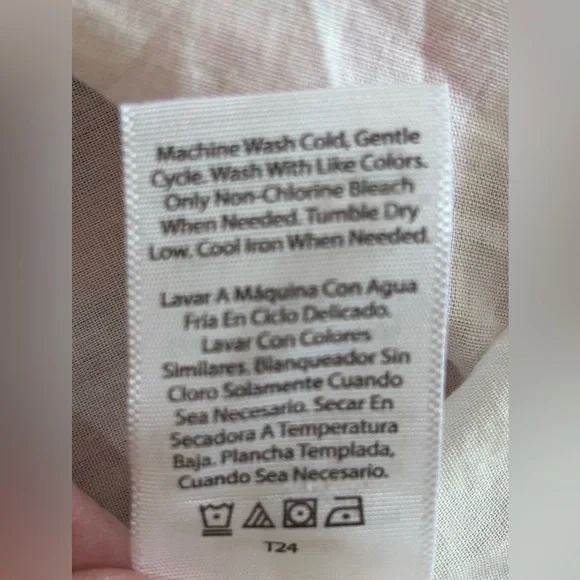 Machine Wash Cold, Gentle
Cycle. Wash With Like Colors.
Only Non-Chlorine Bleach
When Needed. Tumble Dry
Low. Cool Iron When Needed.
Lavar A Máquina Con Agua
Fría En Ciclo Delicado.
Lavar Con Colores
Similares. Blanqueador Sin
Cloro Solamente Cuando
Sea Necesario. Secar En
Secadora A Temperatura
Baja. Plancha Templada,
Cuando Sea Necesario.
T24